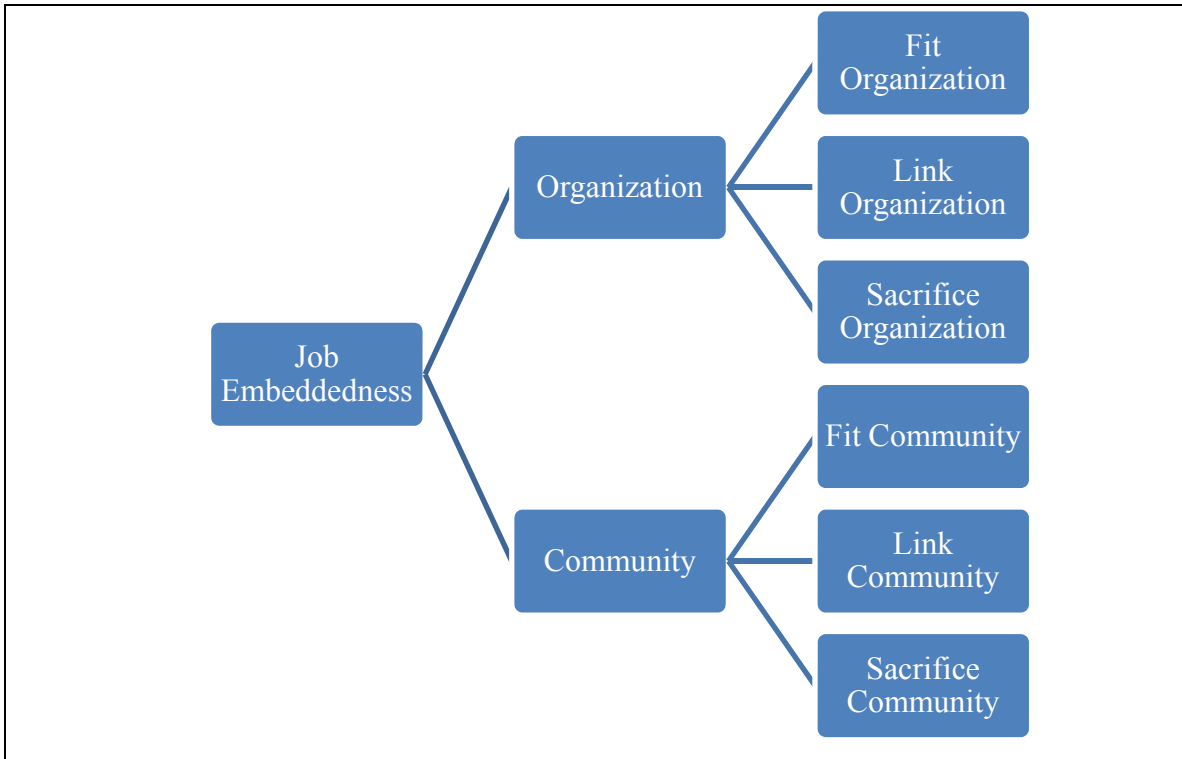 Job
Embeddedness
Organization
Fit
Organization
Link
Organization
Sacrifice
Organization
Community
Fit Community
Link
Community
Sacrifice
Community